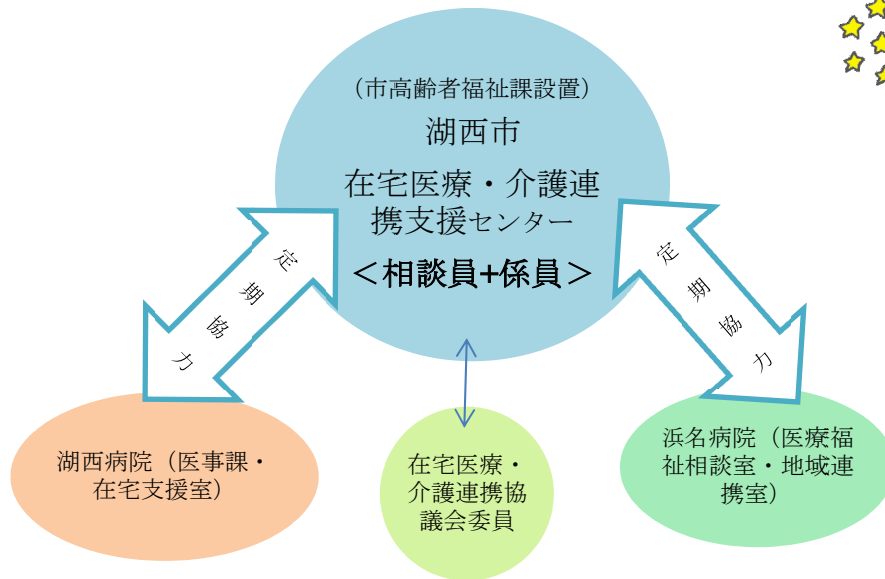 (市高齢者福祉課設置)
湖西市
在宅医療・介護連
携支援センター
<相談員+係員>
定期協力
定期協力
湖西病院(医事課・
在宅支援室)
在宅医療・
介護連携協
議会委員
浜名病院(医療福
祉相談室・地域連
携室)